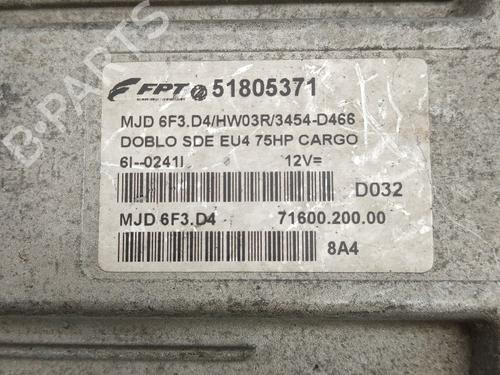 B-PARTS
FPT 51805371
MJD 6F3.D4/HW03R/3454-D466
DOBLO SDE EU4 75HP CARGO
6I--0241I 12V=
D032
MJD 6F3.D4 71600.200.00
8A4